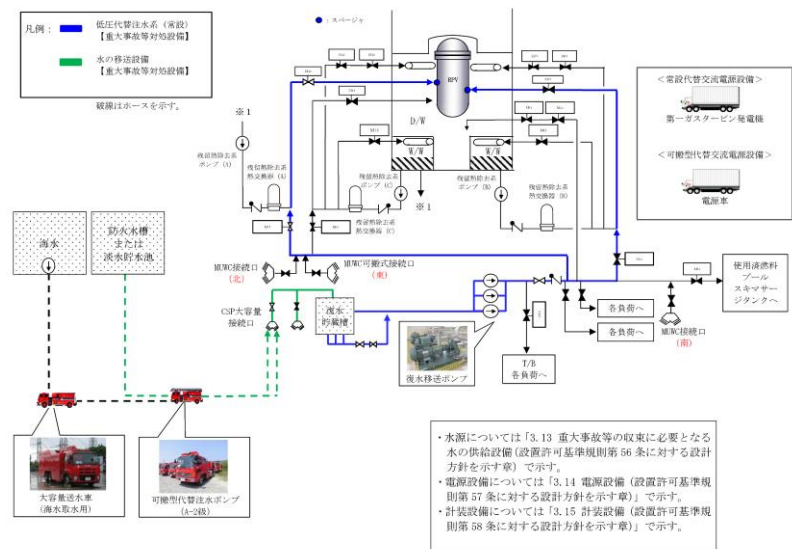 凡例：
低圧代替注水系（常設）
【重大事故等対処設備】
水の移送設備
【重大事故等対処設備】
破線はホースを示す。
：スパージャ
RPV
D/W
W/W
W/W
※1
※1
残留熱除去系
ポンプ (A)
残留熱除去系
熱交換器 (A)
残留熱除去系
ポンプ (C)
残留熱除去系
熱交換器 (C)
残留熱除去系
ポンプ (B)
残留熱除去系
熱交換器 (B)
＜常設代替交流電源設備＞
第一ガスタービン発電機
＜可搬型代替交流電源設備＞
電源車
海水
防火水槽
または
淡水貯水池
MUWC接続口
(北)
MUWC可搬式接続口
(東)
CSP大容量
接続口
復水
貯蔵槽
復水移送ポンプ
T/B
各負荷へ
各負荷へ
各負荷へ
MUWC接続口
(南)
使用済燃料
プール
スキマサー
ジタンクへ
大容量送水車
(海水取水用)
可搬型代替注水ポンプ
(A-2級)
・水源については「3.13 重大事故等の収束に必要となる
水の供給設備（設置許可基準規則第 56 条に対する設計
方針を示す章）で示す。
・電源設備については「3.14 電源設備（設置許可基準規
則第 57 条に対する設計方針を示す章）」で示す。
・計装設備については「3.15 計装設備（設置許可基準規
則第 58 条に対する設計方針を示す章）」で示す。